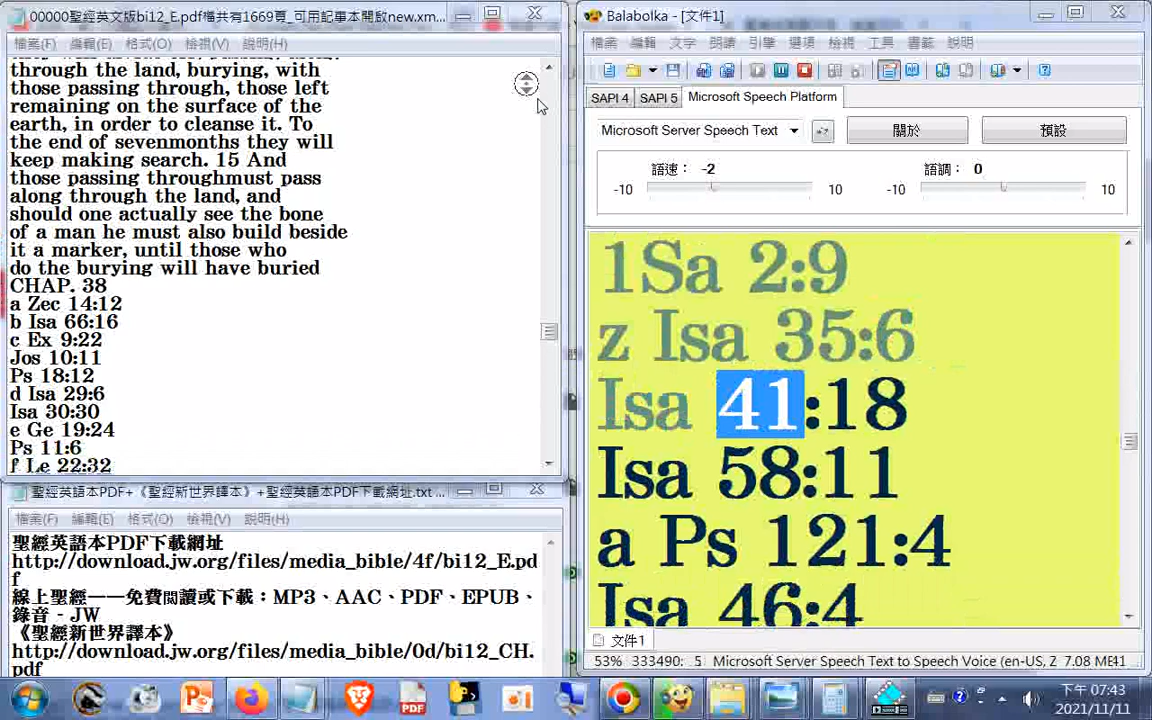 00000聖經英文版bi12_E.pdf檔共有1669頁_可用記事本開啟new.xm...
檔案(F) 編輯(E) 格式(O) 檢視(V) 說明(H)
through the land, burying, with
those passing through, those left
remaining on the surface of the
earth, in order to cleanse it. To
the end of sevenmonths they will
keep making search. 15 And
those passing throughmust pass
along through the land, and
should one actually see the bone
of a man he must also build beside
it a marker, until those who
do the burying will have buried
CHAP. 38
a Zec 14:12
b Isa 66:16
c Ex 9:22
Jos 10:11
Ps 18:12
d Isa 29:6
Isa 30:30
e Ge 19:24
Ps 11:6
f Le 22:32
聖經英語本PDF+《聖經新世界譯本》+聖經英語本PDF下載網址.txt ...
檔案(F) 編輯(E) 格式(O) 檢視(V) 說明(H)
聖經英語本PDF下載網址
http://download.jw.org/files/media_bible/4f/bi12_E.pd
f
線上聖經——免費閱讀或下載：MP3、AAC、PDF、EPUB、
錄音 - JW
《聖經新世界譯本》
http://download.jw.org/files/media_bible/0d/bi12_CH.
pdf
Balabolka - [文件1]
檔案 編輯 文字 朗讀 引擎 選項 檢視 工具 書籤 說明
SAPI 4 SAPI 5 Microsoft Speech Platform
Microsoft Server Speech Text 關於 預設
語速： -2 語調： 0
-10 10 -10 10
1Sa 2:9
z Isa 35:6
Isa 41:18
Isa 58:11
a Ps 121:4
Isa 46:4
文件1
53% 333490: 5 Microsoft Server Speech Text to Speech Voice (en-US, Z 7.08 ME41
下午 07:43
2021/11/11